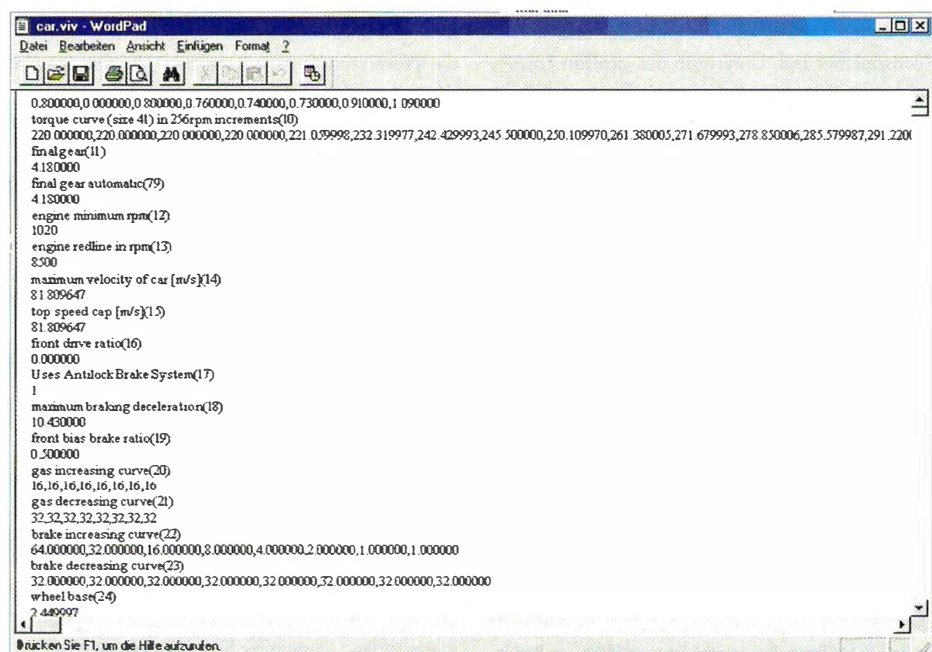 car.viv - WordPad
Datei Bearbeiten Ansicht Einfügen Format ?
0.800000,0.000000,0.800000,0.760000,0.740000,0.730000,0.910000,1.090000
torque curve (size 41) in 256rpm increments(10)
220.000000,220.000000,220.000000,220.000000,221.059998,232.319977,242.429993,245.500000,250.109970,261.380005,271.679993,278.850006,285.579987,291.220
final gear(11)
4.180000
final gear automatic(79)
4.180000
engine minimum rpm(12)
1020
engine redline in rpm(13)
8500
maximum velocity of car [m/s](14)
81.809647
top speed cap [m/s](15)
81.809647
front drive ratio(16)
0.000000
Uses Antilock Brake System(17)
1
maximum braking deceleration(18)
10.430000
front bias brake ratio(19)
0.500000
gas increasing curve(20)
16,16,16,16,16,16,16,16
gas decreasing curve(21)
32,32,32,32,32,32,32,32
brake increasing curve(22)
64.000000,32.000000,16.000000,8.000000,4.000000,2.000000,1.000000,1.000000
brake decreasing curve(23)
32.000000,32.000000,32.000000,32.000000,32.000000,32.000000,32.000000,32.000000
wheel base(24)
2.449997
Drücken Sie F1, um die Hilfe aufzurufen.